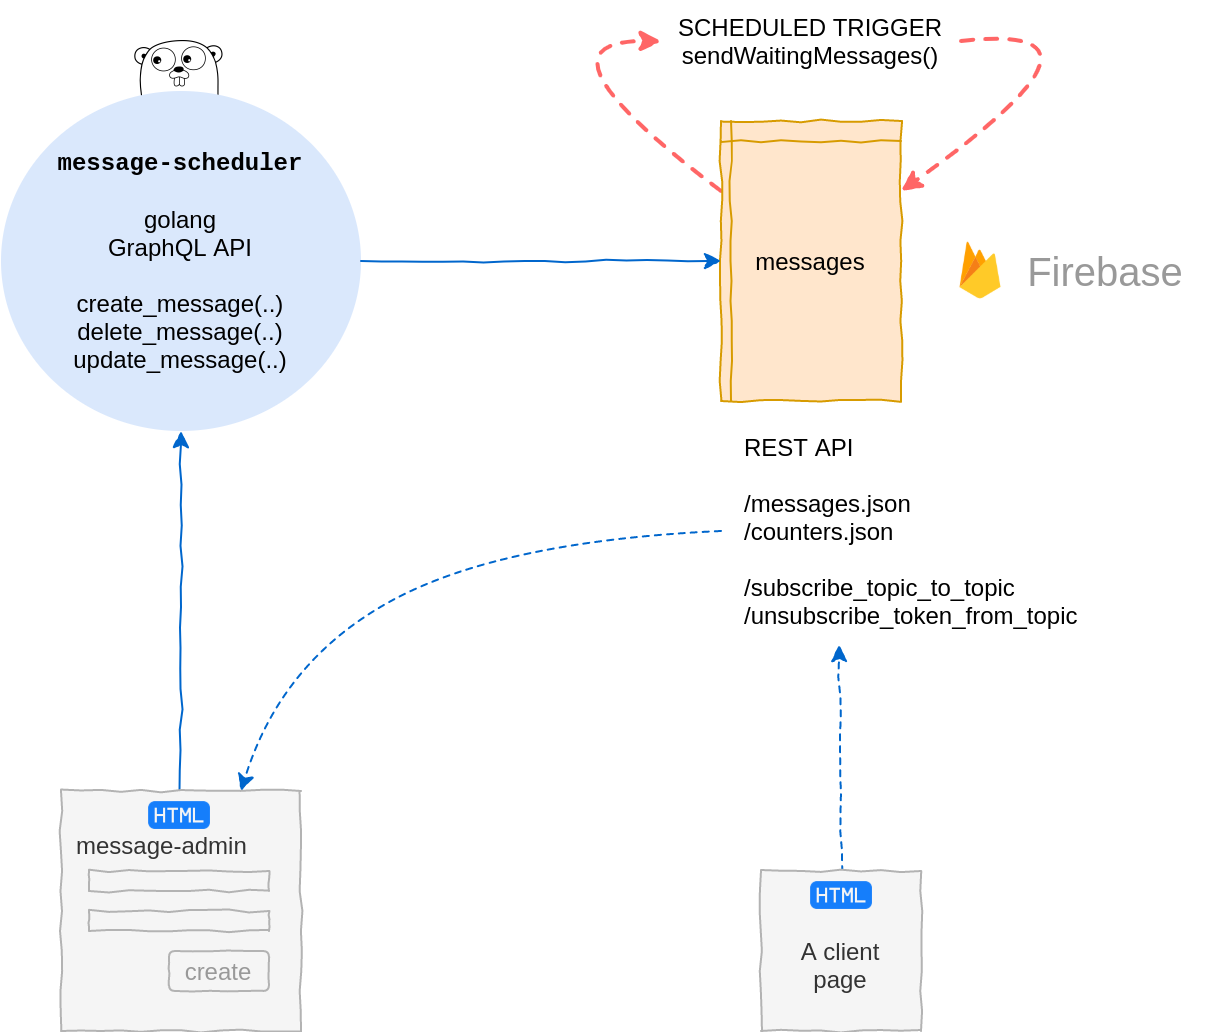 SCHEDULED TRIGGER
sendWaitingMessages()
message-scheduler
golang
GraphQL API
create_message(..)
delete_message(..)
update_message(..)
messages
Firebase
REST API
/messages.json
/counters.json
/subscribe_topic_to_topic
/unsubscribe_token_from_topic
HTML
message-admin
create
HTML
A client
page